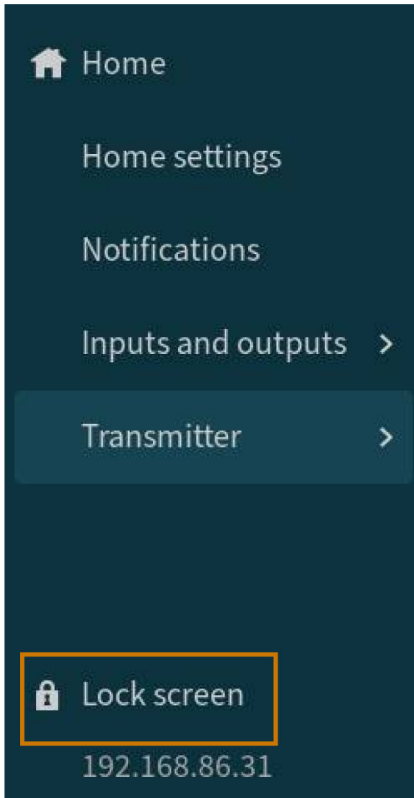 Home
Home settings
Notifications
Inputs and outputs >
Transmitter >
Lock screen
192.168.86.31